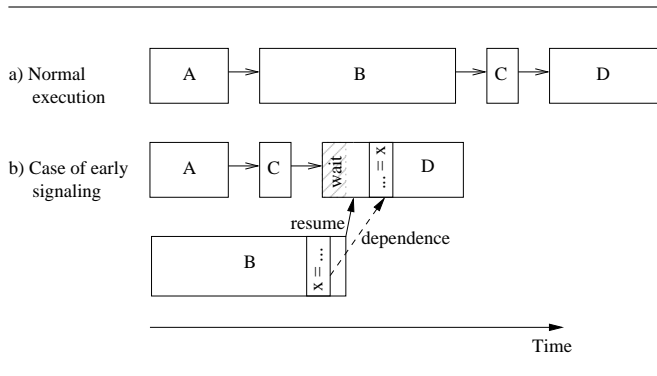 a) Normal
execution
A
B
C
D
b) Case of early
signaling
A
C
wait
... = x
D
resume
dependence
B
x = ...
Time